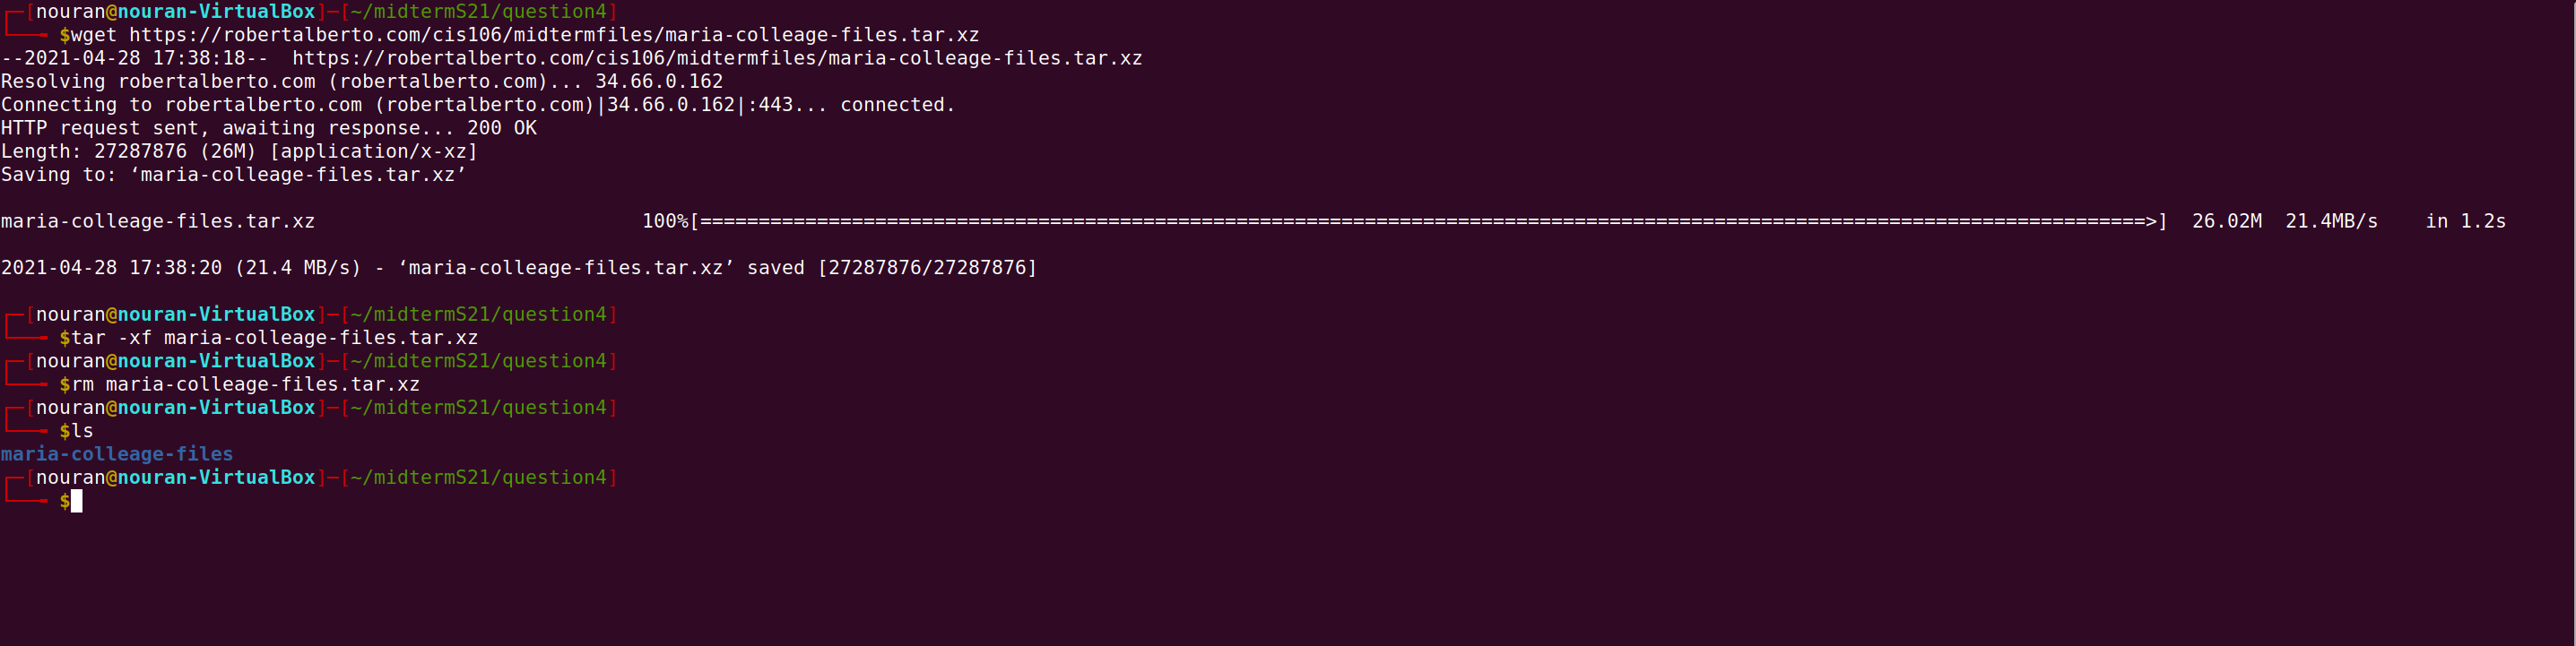 ┌─[nouran@nouran-VirtualBox]─[~/midtermS21/question4]
└──╼ $wget https://robertalberto.com/cis106/midtermfiles/maria-colleage-files.tar.xz
--2021-04-28 17:38:18--  https://robertalberto.com/cis106/midtermfiles/maria-colleage-files.tar.xz
Resolving robertalberto.com (robertalberto.com)... 34.66.0.162
Connecting to robertalberto.com (robertalberto.com)|34.66.0.162|:443... connected.
HTTP request sent, awaiting response... 200 OK
Length: 27287876 (26M) [application/x-xz]
Saving to: ‘maria-colleage-files.tar.xz’
maria-colleage-files.tar.xz 100%[============================================================================================================================>] 26.02M 21.4MB/s in 1.2s
2021-04-28 17:38:20 (21.4 MB/s) - ‘maria-colleage-files.tar.xz’ saved [27287876/27287876]
┌─[nouran@nouran-VirtualBox]─[~/midtermS21/question4]
└──╼ $tar -xf maria-colleage-files.tar.xz
┌─[nouran@nouran-VirtualBox]─[~/midtermS21/question4]
└──╼ $rm maria-colleage-files.tar.xz
┌─[nouran@nouran-VirtualBox]─[~/midtermS21/question4]
└──╼ $ls
maria-colleage-files
┌─[nouran@nouran-VirtualBox]─[~/midtermS21/question4]
└──╼ $